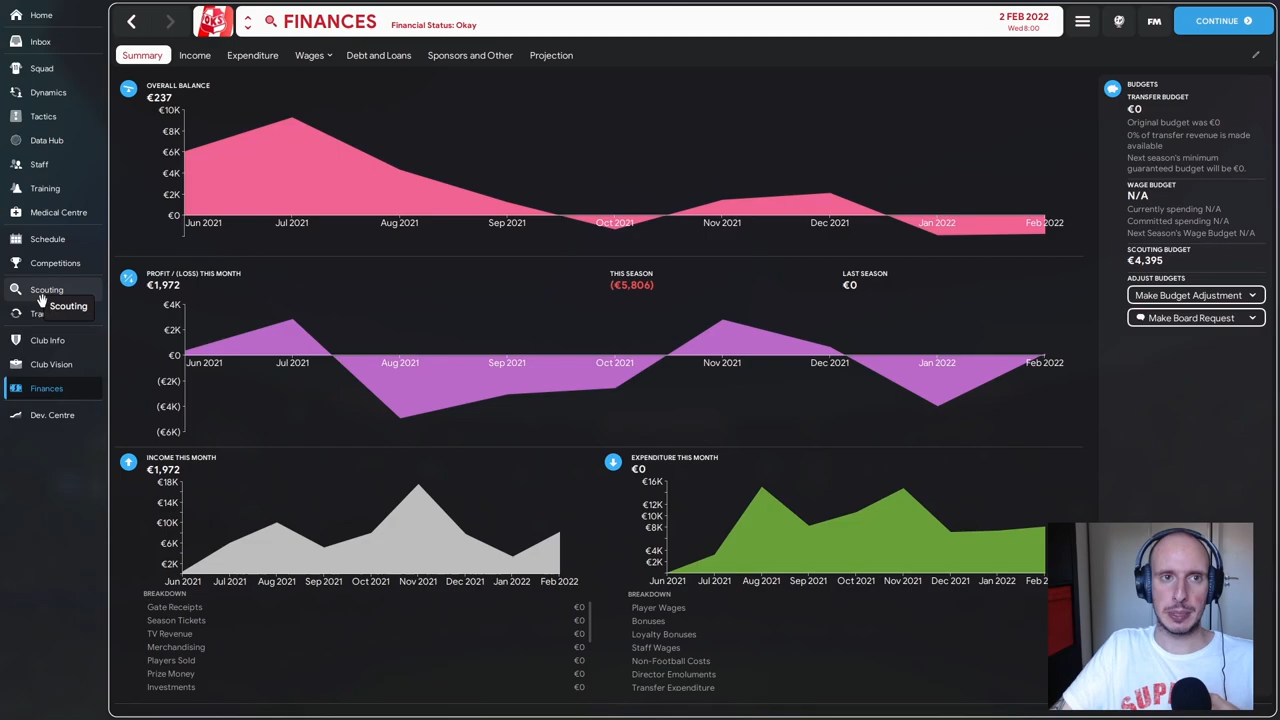 Home
Inbox
Squad
Dynamics
Tactics
Data Hub
Staff
Training
Medical Centre
Schedule
Competitions
Scouting
Scouting
Club Info
Club Vision
Finances
Dev. Centre
OKS
FINANCES
Financial Status: Okay
2 FEB 2022
Wed 8:00
FM
CONTINUE
Summary
Income
Expenditure
Wages
Debt and Loans
Sponsors and Other
Projection
OVERALL BALANCE
€237
€10K
€8K
€6K
€4K
€2K
€0
Jun 2021 Jul 2021 Aug 2021 Sep 2021 Oct 2021 Nov 2021 Dec 2021 Jan 2022 Feb 2022
PROFIT / (LOSS) THIS MONTH
€1,972
THIS SEASON
(€5,806)
LAST SEASON
€0
€4K
€2K
€0
(€2K)
(€4K)
(€6K)
Jun 2021 Jul 2021 Aug 2021 Sep 2021 Oct 2021 Nov 2021 Dec 2021 Jan 2022 Feb 2022
INCOME THIS MONTH
€1,972
€18K
€14K
€10K
€6K
€2K
Jun 2021 Jul 2021 Aug 2021 Sep 2021 Oct 2021 Nov 2021 Dec 2021 Jan 2022 Feb 2022
BREAKDOWN
Gate Receipts €0
Season Tickets €0
TV Revenue €0
Merchandising €0
Players Sold €0
Prize Money €0
Investments €0
EXPENDITURE THIS MONTH
€0
€16K
€12K
€10K
€8K
€4K
€2K
Jun 2021 Jul 2021 Aug 2021 Sep 2021 Oct 2021 Nov 2021 Dec 2021 Jan 2022 Feb 2
BREAKDOWN
Player Wages
Bonuses
Loyalty Bonuses
Staff Wages
Non-Football Costs
Director Emoluments
Transfer Expenditure
BUDGETS
TRANSFER BUDGET
€0
Original budget was €0
0% of transfer revenue is made
available
Next season's minimum
guaranteed budget will be €0.
WAGE BUDGET
N/A
Currently spending N/A
Committed spending N/A
Next Season's Wage Budget N/A
SCOUTING BUDGET
€4,395
ADJUST BUDGETS
Make Budget Adjustment
Make Board Request